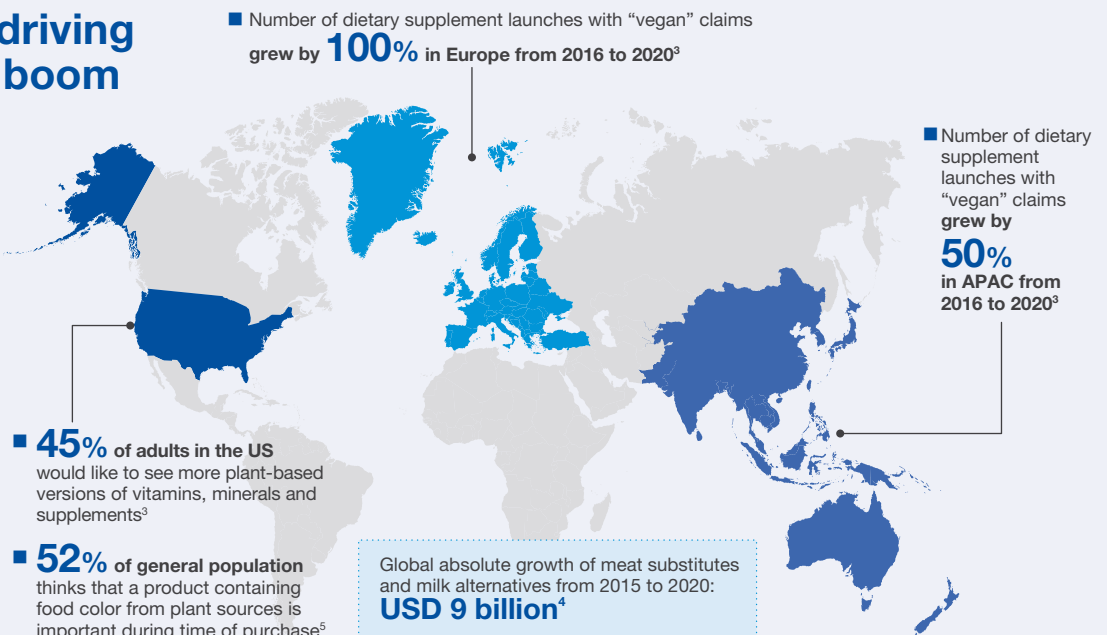 driving
boom
■ Number of dietary supplement launches with “vegan” claims
grew by 100% in Europe from 2016 to 2020³
■ Number of dietary
supplement
launches with
“vegan” claims
grew by
50%
in APAC from
2016 to 2020³
■ 45% of adults in the US
would like to see more plant-based
versions of vitamins, minerals and
supplements³
■ 52% of general population
thinks that a product containing
food color from plant sources is
important during time of purchase⁵
Global absolute growth of meat substitutes
and milk alternatives from 2015 to 2020:
USD 9 billion⁴